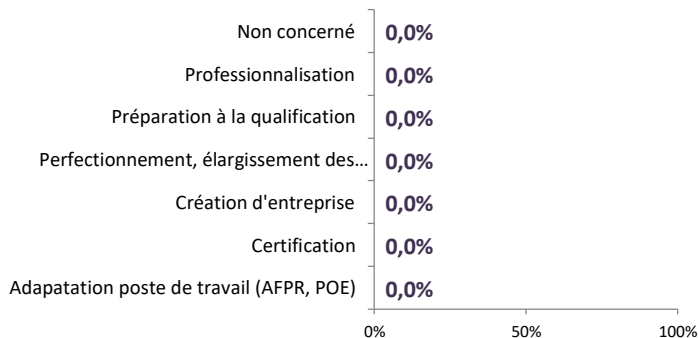 Non concerné
0,0%
Professionnalisation
0,0%
Préparation à la qualification
0,0%
Perfectionnement, élargissement des…
0,0%
Création d'entreprise
0,0%
Certification
0,0%
Adapatation poste de travail (AFPR, POE)
0,0%
0%
50%
100%